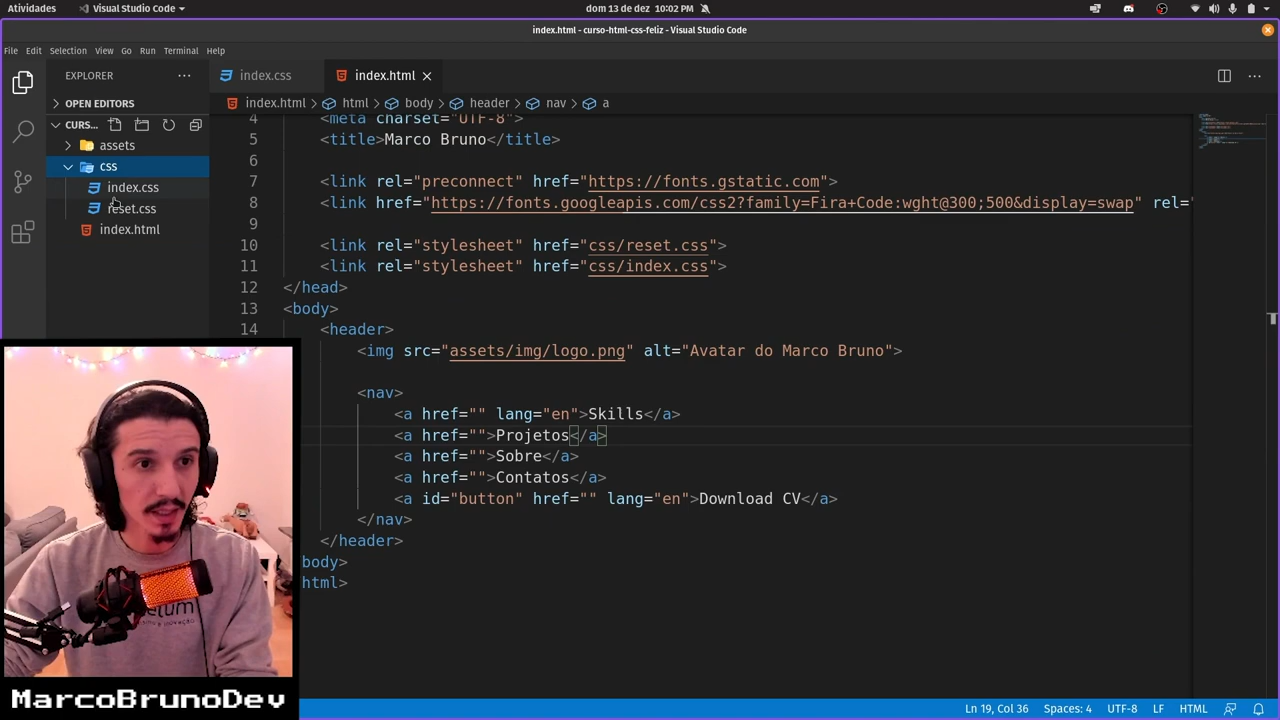 Atividades
Visual Studio Code
dom 13 de dez 10:02 PM
index.html - curso-html-css-feliz - Visual Studio Code
File Edit Selection View Go Run Terminal Help
EXPLORER
index.css
index.html
OPEN EDITORS
index.html > html > body > header > nav > a
CURS...
assets
css
index.css
reset.css
index.html
4 <meta charset="UTF-8">
5 <title>Marco Bruno</title>
6
7 <link rel="preconnect" href="https://fonts.gstatic.com">
8 <link href="https://fonts.googleapis.com/css2?family=Fira+Code:wght@300;500&display=swap" rel="
9
10 <link rel="stylesheet" href="css/reset.css">
11 <link rel="stylesheet" href="css/index.css">
12 </head>
13 <body>
14 <header>
<img src="assets/img/logo.png" alt="Avatar do Marco Bruno">
<nav>
<a href="" lang="en">Skills</a>
<a href="">Projetos</a>
<a href="">Sobre</a>
<a href="">Contatos</a>
<a id="button" href="" lang="en">Download CV</a>
</nav>
</header>
body>
html>
MarcoBrunoDev
Ln 19, Col 36
Spaces: 4
UTF-8
LF
HTML